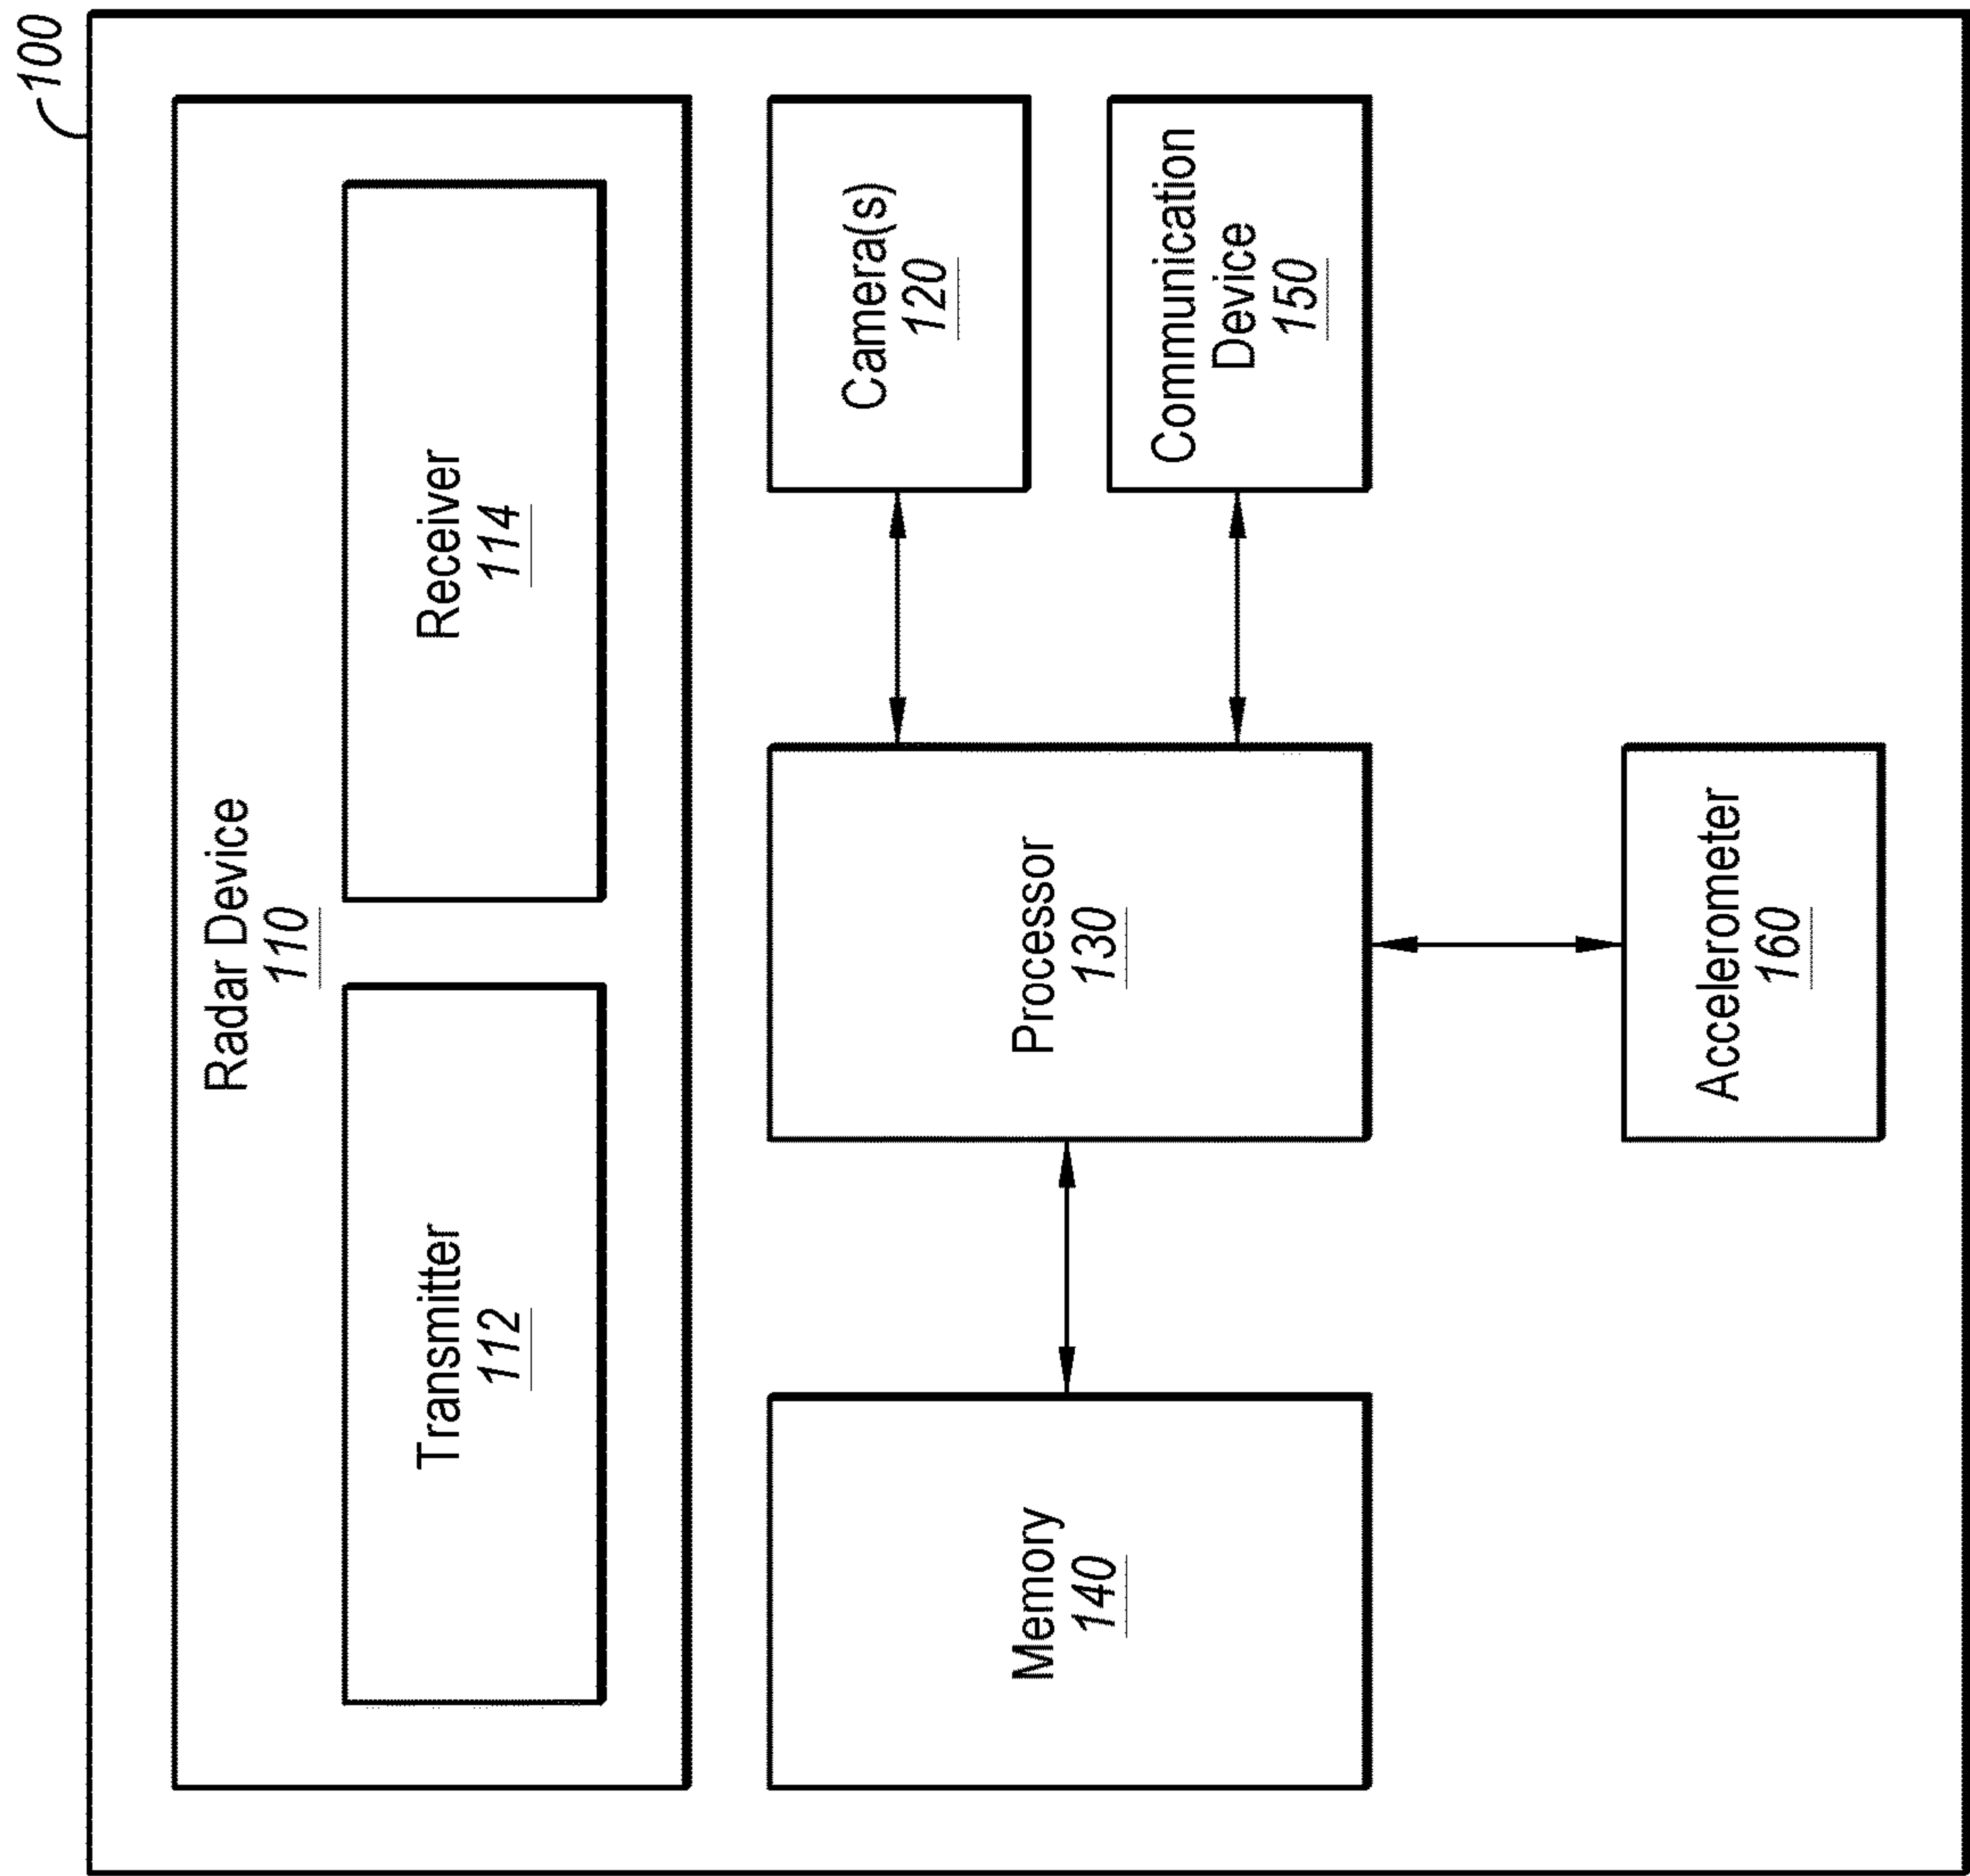 100
Radar Device
110
Transmitter
112
Receiver
114
Memory
140
Processor
130
Camera(s)
120
Communication
Device
150
Accelerometer
160